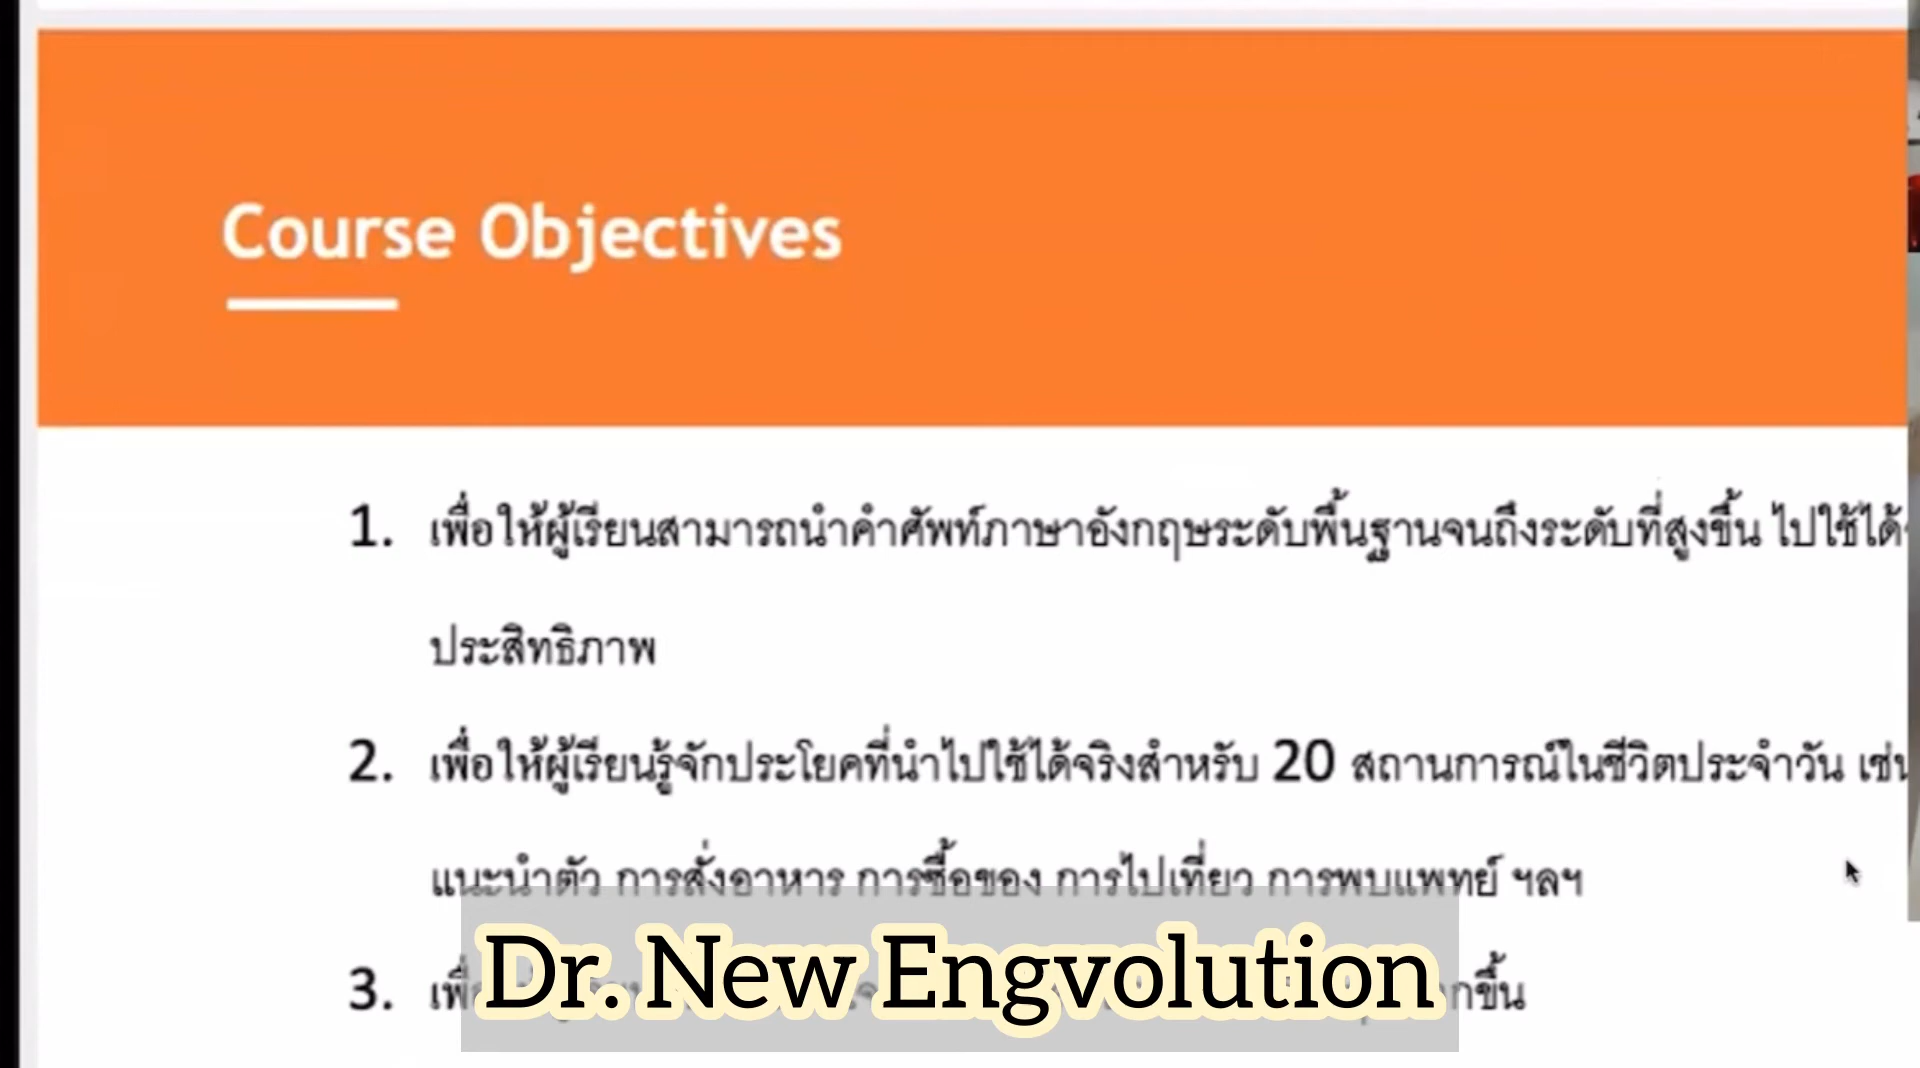 Course Objectives
1. เพื่อให้ผู้เรียนสามารถนำคำศัพท์ภาษาอังกฤษระดับพื้นฐานจนถึงระดับที่สูงขึ้น ไปใช้ได้
ประสิทธิภาพ
2. เพื่อให้ผู้เรียนรู้จักประโยคที่นำไปใช้ได้จริงสำหรับ 20 สถานการณ์ในชีวิตประจำวัน เช่น
แนะนำตัว การสั่งอาหาร การซื้อของ การไปเที่ยว การพบแพทย์ ฯลฯ
3.
Dr. New Engvolution